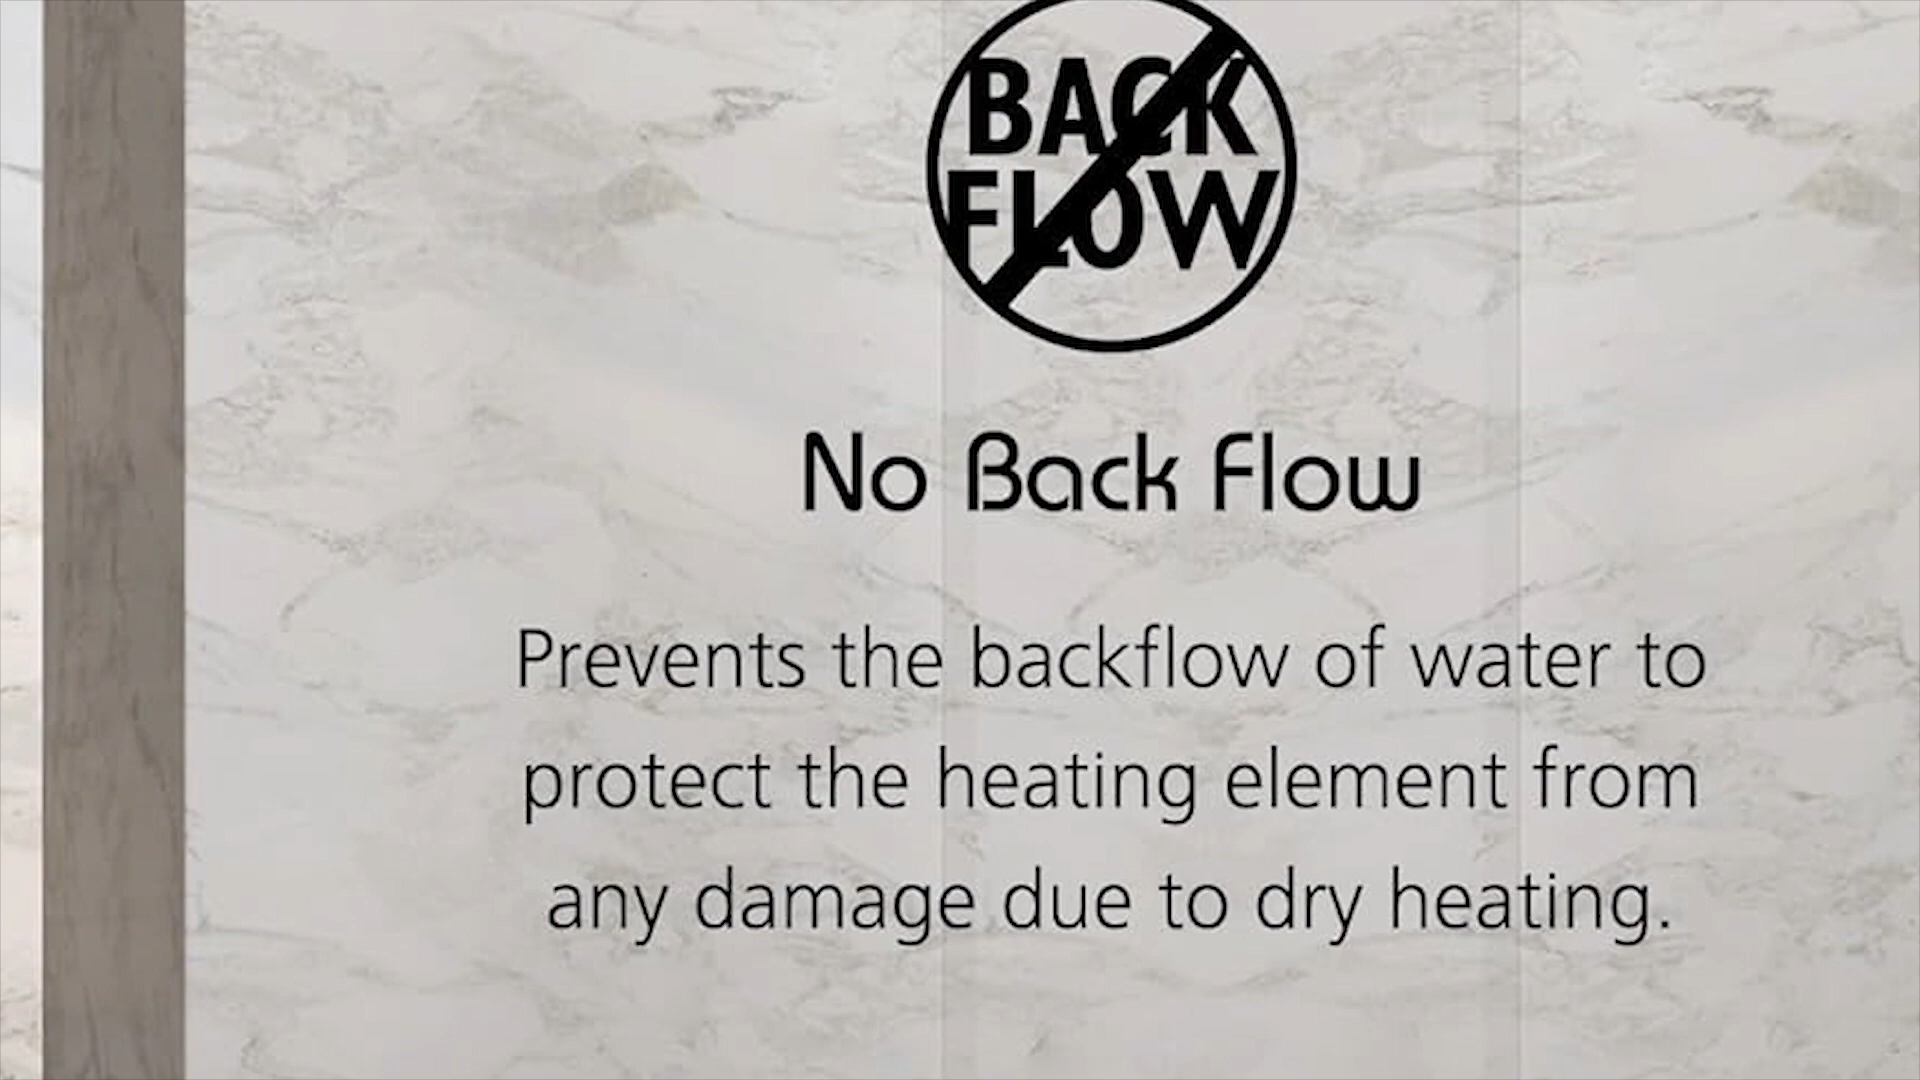 BACK
FLOW
No Back Flow
Prevents the backflow of water to
protect the heating element from
any damage due to dry heating.